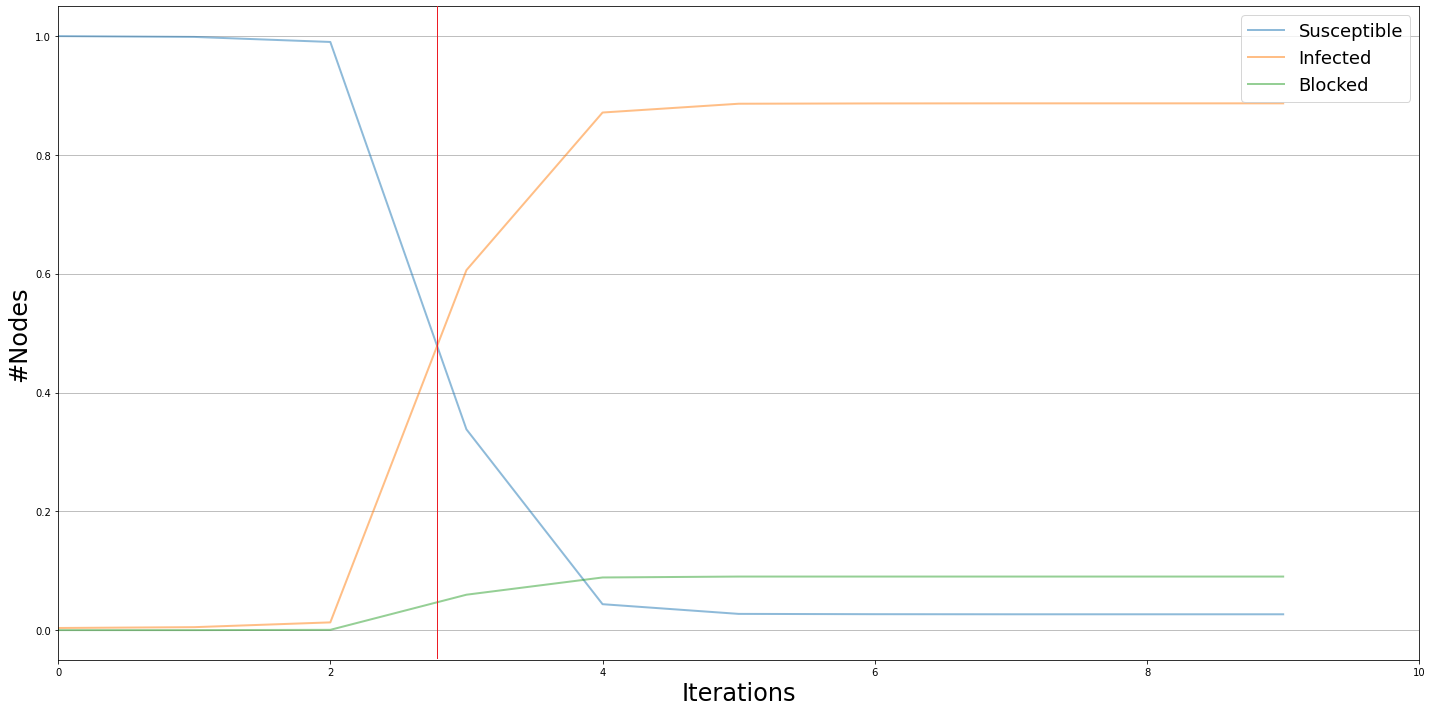 Susceptible
Infected
Blocked
#Nodes
1.0
0.8
0.6
0.4
0.2
0.0
0 2 4 6 8 10
Iterations